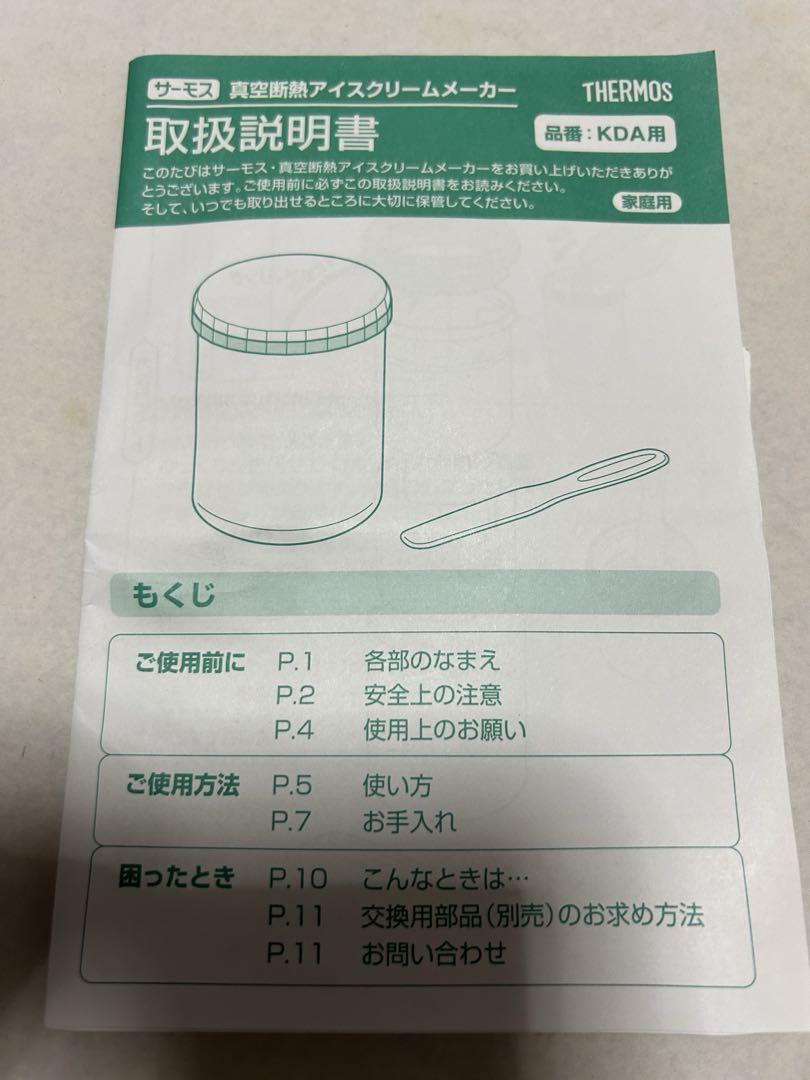 サーモス 真空断熱アイスクリームメーカー THERMOS
取扱説明書 品番:KDA用
このたびはサーモス・真空断熱アイスクリームメーカーをお買い上げいただきあり が
とうございます。ご使用前に必ずこの取扱説明書をお読みください。
そして、いつでも取り出せるところに大切に保管してください。 家庭用
もくじ
ご使用前に P.1 各部のなまえ
P.2 安全上の注意
P.4 使用上のお願い
ご使用方法 P.5 使い方
P.7 お手入れ
困ったとき P.10 こんなときは…
P.11 交換用部品(別売)のお求め方法
P.11 お問い合わせ